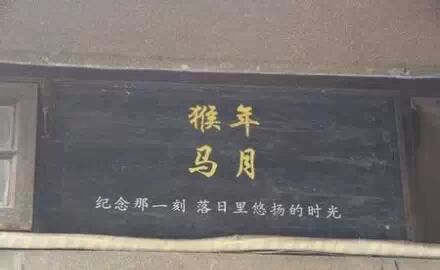 猴年
马月
纪念那一刻 落日里悠扬的时光